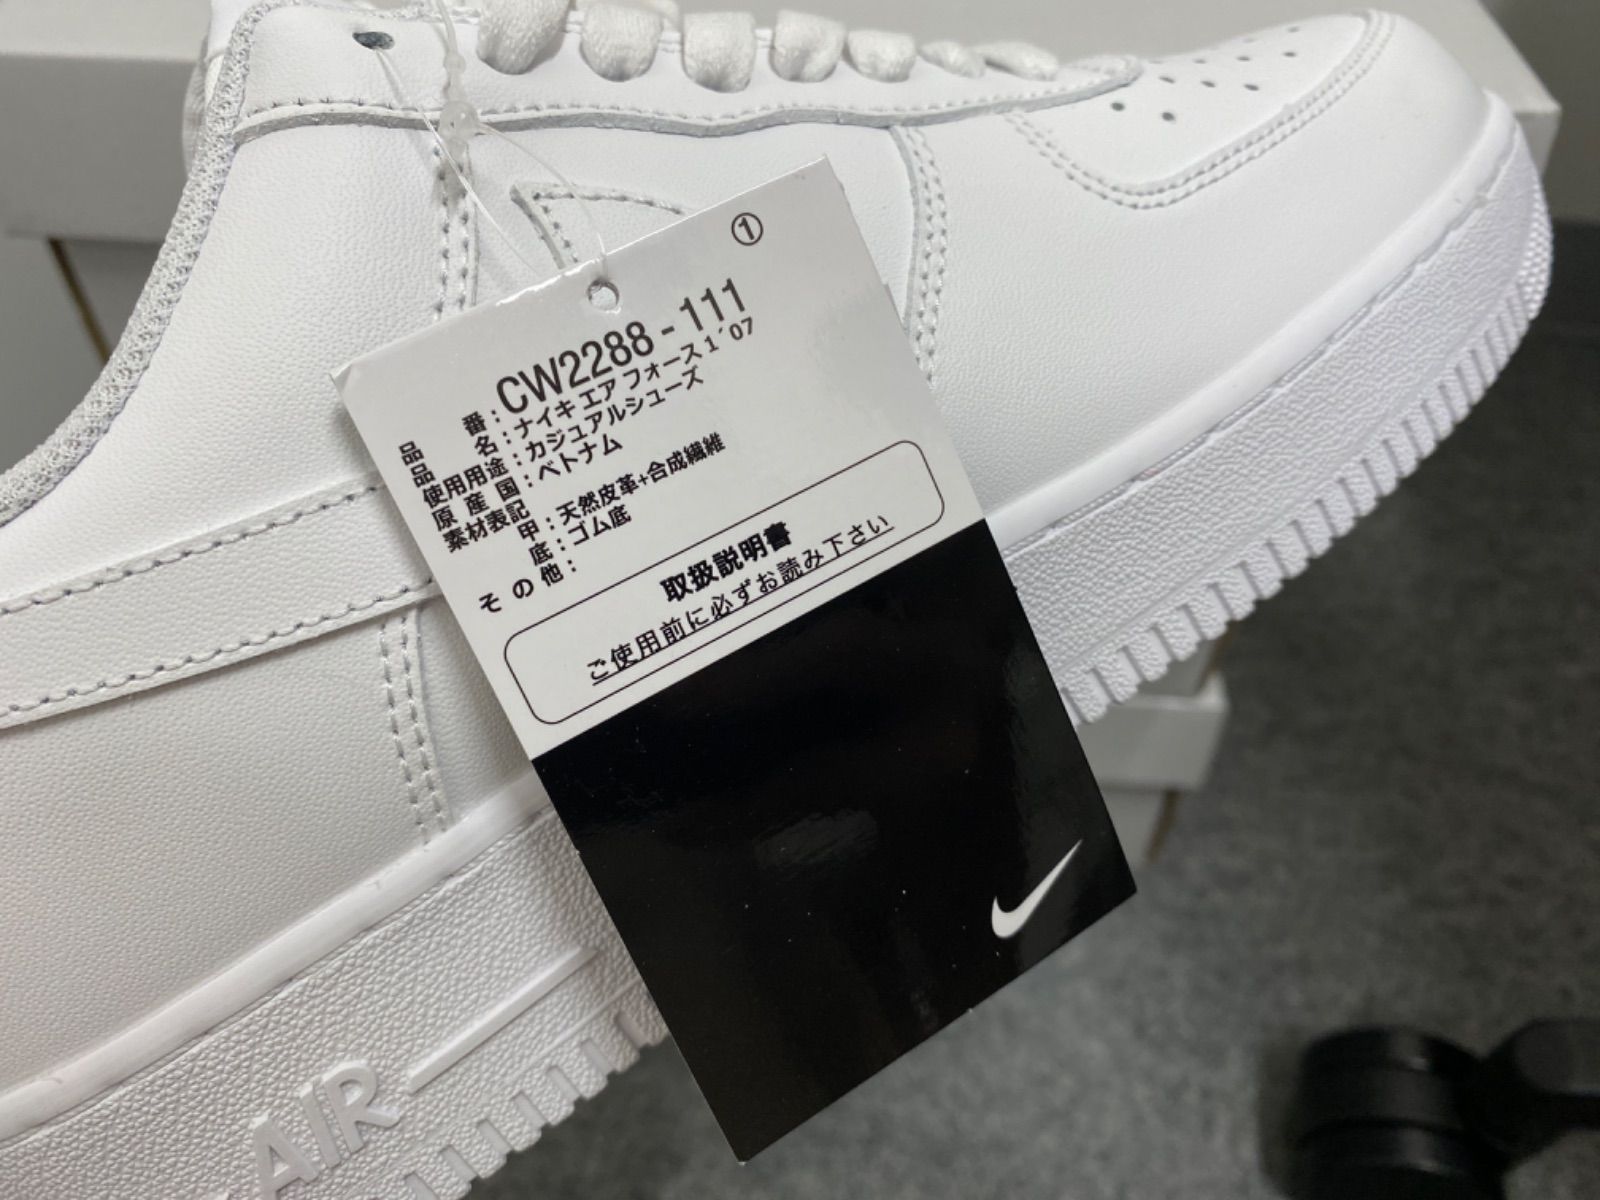 ①
品 番：CW2288-111
品 名：ナイキ エア フォース 1 '07
使用用途：カジュアルシューズ
原 産 国：ベトナム
素材表記
甲：天然皮革+合成繊維
底：ゴム底
そ の 他：
取扱説明書
ご使用前に必ずお読み下さい
AIR